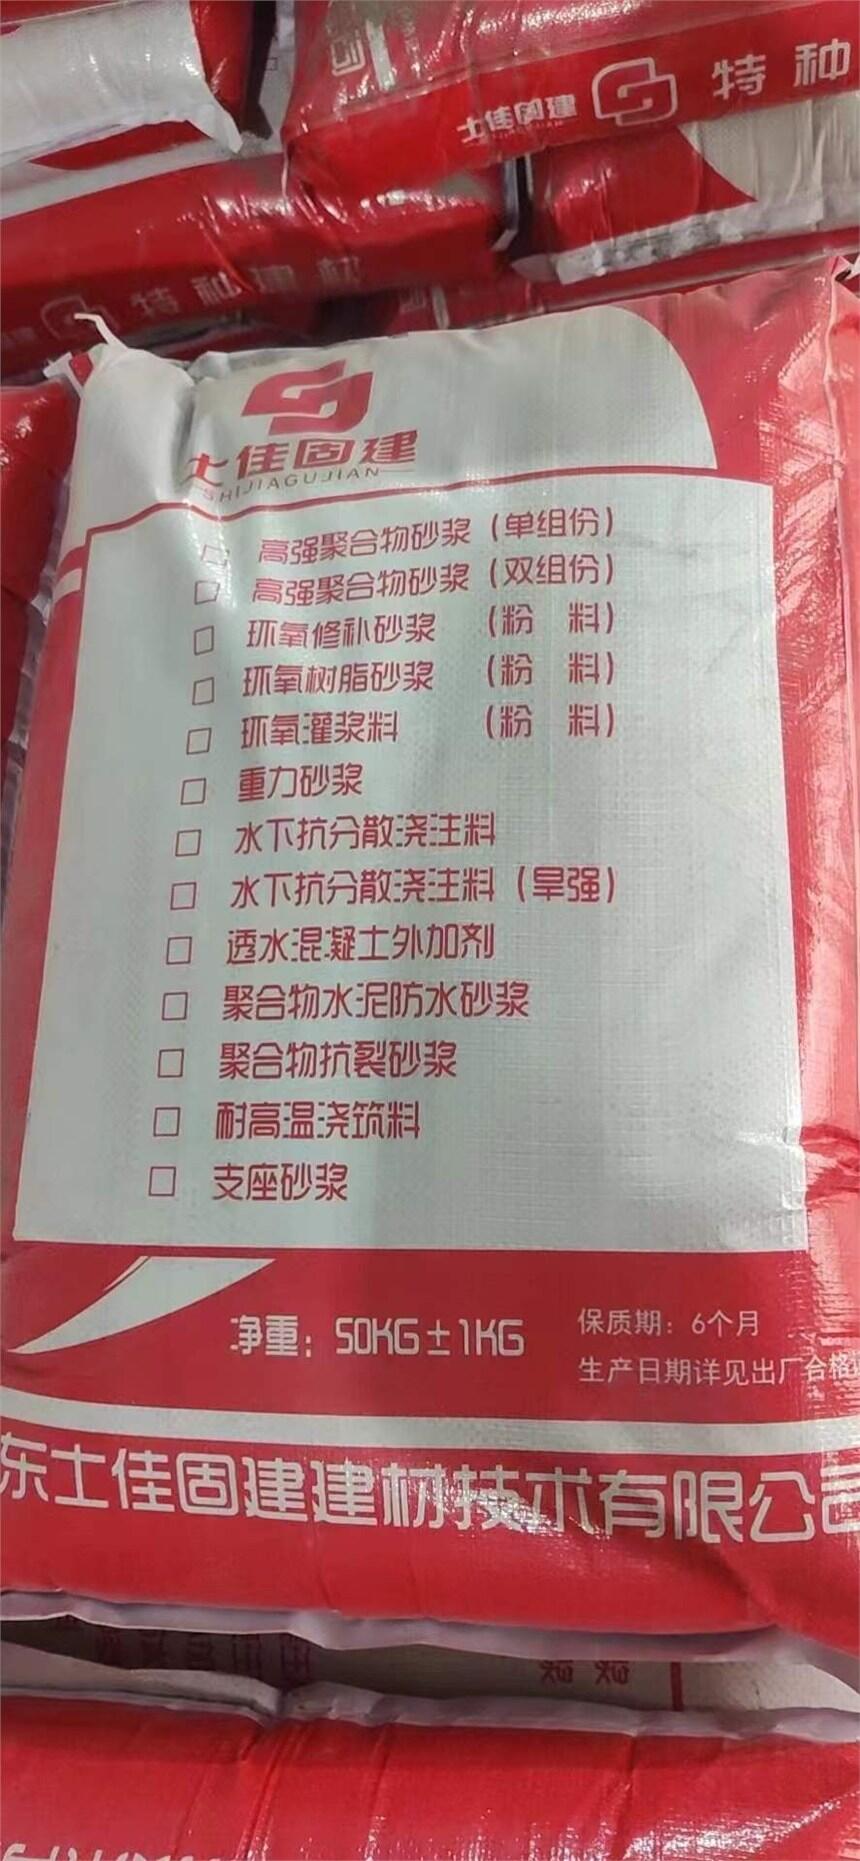 士佳固建 特种
特种建材
士佳固建
SHIJIAGUJIAN
□ 高强聚合物砂浆(单组份)
□ 高强聚合物砂浆(双组份)
□ 环氧修补砂浆 (粉 料)
□ 环氧树脂砂浆 (粉 料)
□ 环氧灌浆料 (粉 料)
□ 重力砂浆
□ 水下抗分散浇注料
□ 水下抗分散浇注料(旱强)
□ 透水混凝土外加剂
□ 聚合物水泥防水砂浆
□ 聚合物抗裂砂浆
□ 耐高温浇筑料
□ 支座砂浆
净重: 50KG±1KG
保质期: 6个月
生产日期详见出厂合格
东士佳固建建材技术有限公司